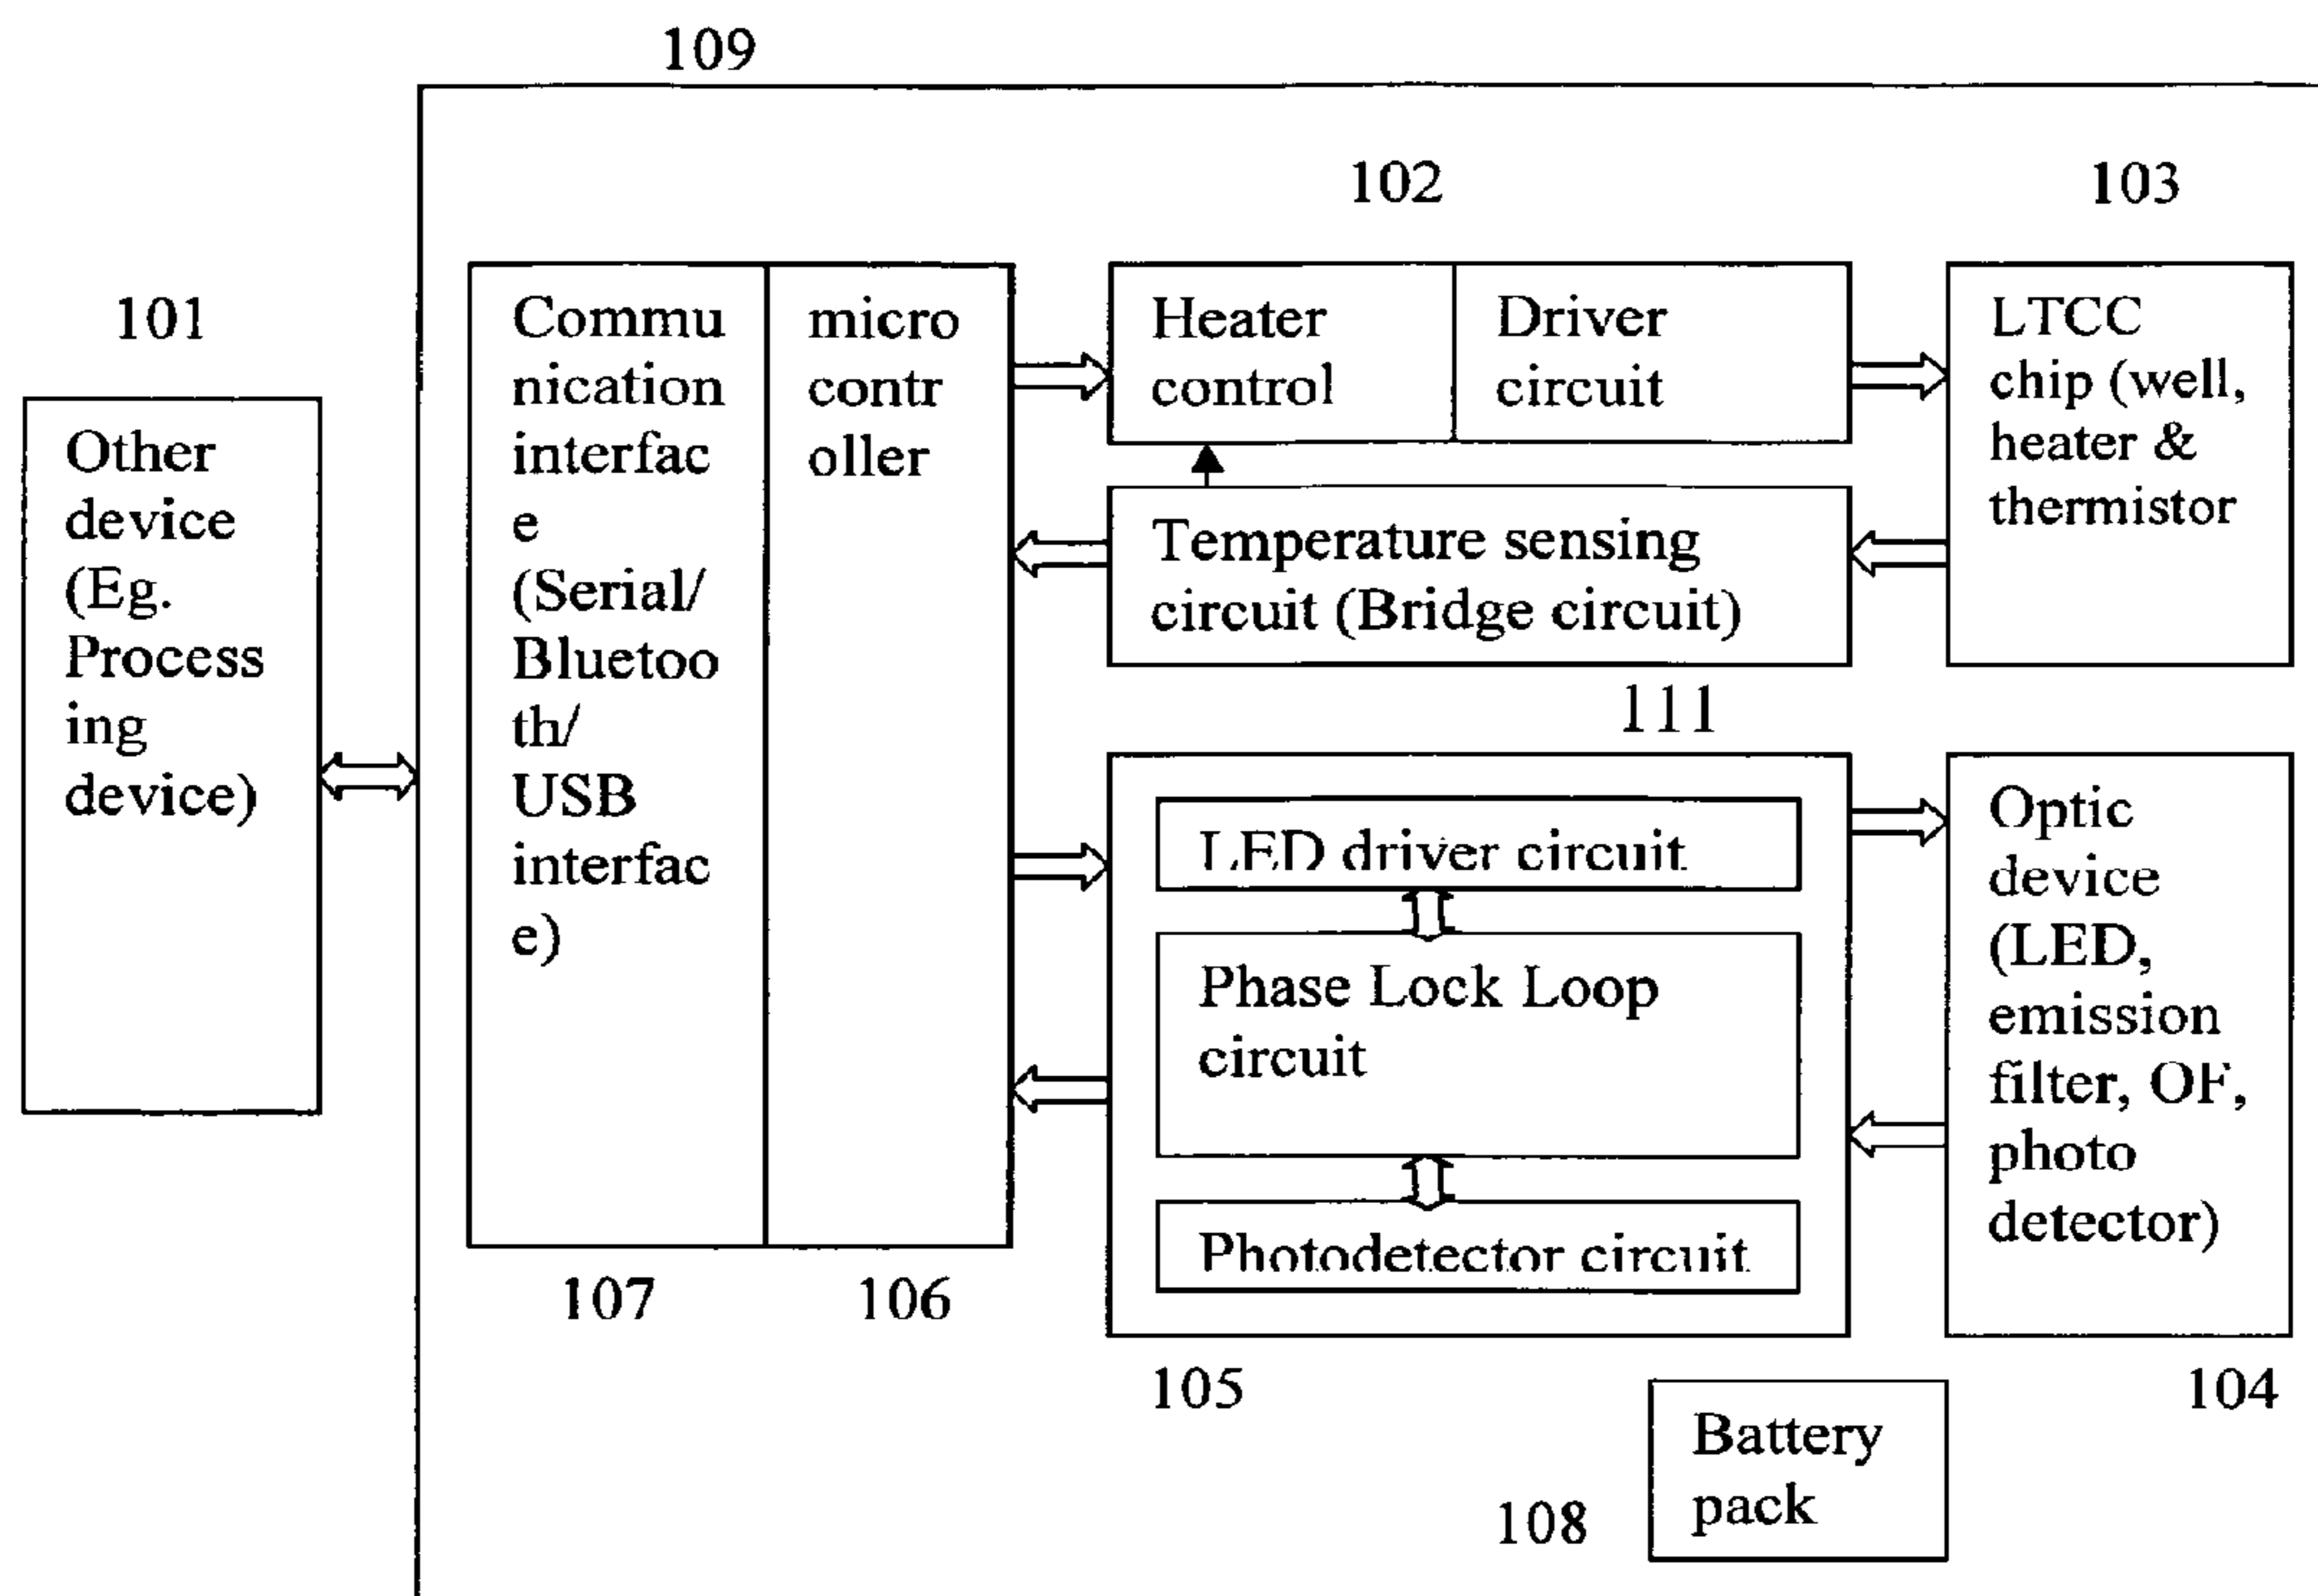 109
102
103
101
Other
device
(Eg.
Process
ing
device)
Commu
nication
interfac
e
(Serial/
Bluetoo
th/
USB
interfac
e)
micro
contr
oller
Heater
control
Driver
circuit
LTCC
chip (well,
heater &
thermistor
Temperature sensing
circuit (Bridge circuit)
111
LED driver circuit
Phase Lock Loop
circuit
Photodetector circuit
Optic
device
(LED,
emission
filter, OF,
photo
detector)
107
106
105
104
Battery
pack
108